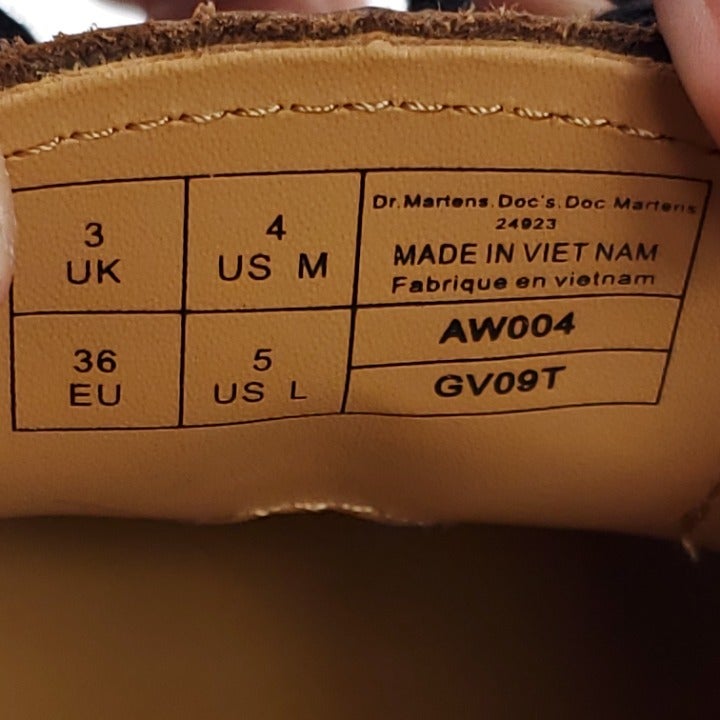 3
UK
4
US M
Dr.Martens.Doc's.Doc Martens
24923
MADE IN VIET NAM
Fabrique en vietnam
36
EU
5
US L
AW004
GV09T